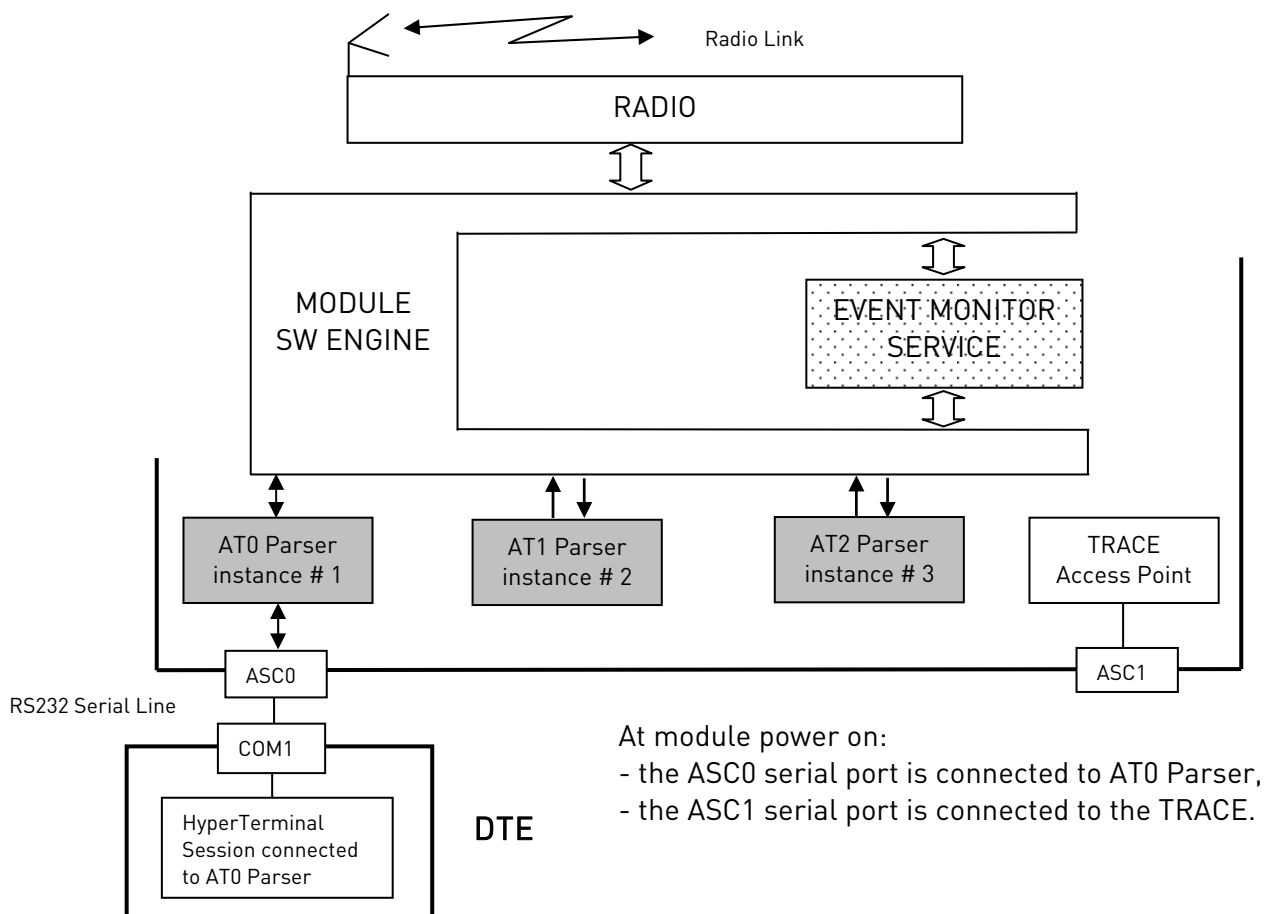 Radio Link
RADIO
MODULE
SW ENGINE
EVENT MONITOR
SERVICE
AT0 Parser
instance # 1
AT1 Parser
instance # 2
AT2 Parser
instance # 3
TRACE
Access Point
ASC0
ASC1
RS232 Serial Line
COM1
HyperTerminal
Session connected
to AT0 Parser
DTE
At module power on:
- the ASC0 serial port is connected to AT0 Parser,
- the ASC1 serial port is connected to the TRACE.